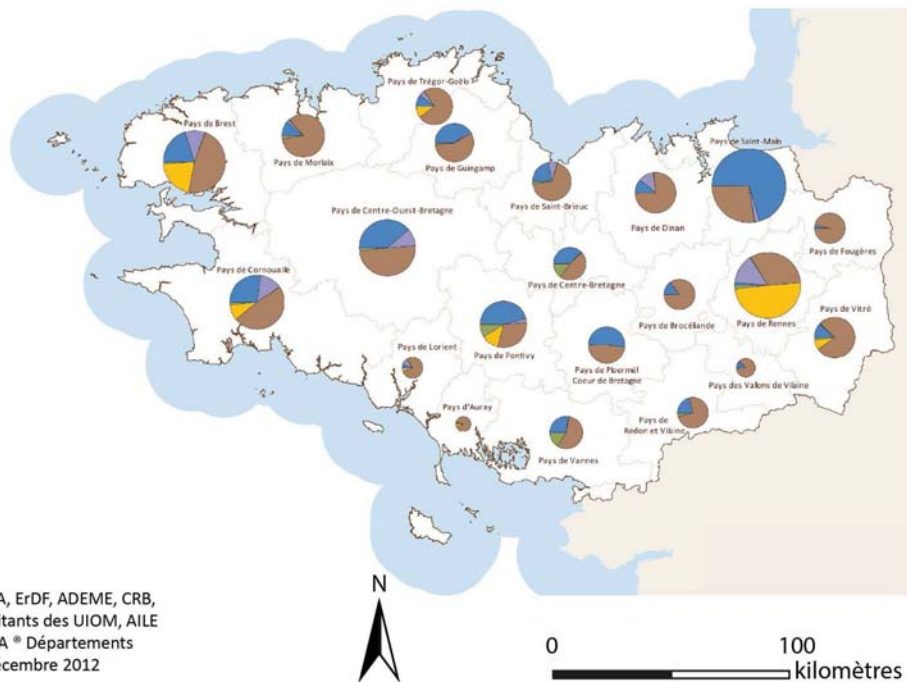 Pays de Trégor-Goëlo
Pays de Brest
Pays de Morlaix
Pays de Guingamp
Pays de Saint-Malo
Pays de Saint-Brieuc
Pays de Dinan
Pays de Centre-Ouest-Bretagne
Pays de Fougères
Pays de Cornouaille
Pays de Centre-Bretagne
Pays de Brocéliande
Pays de Rennes
Pays de Vitré
Pays de Lorient
Pays de Pontivy
Pays de Ploermël
Coeur de Bretagne
Pays des Vallons de Vilaine
Pays d'Auray
Pays de
Redon et Vilaine
Pays de Vannes
A, ErDF, ADEME, CRB,
itants des UIOM, AILE
A ® Départements
écembre 2012
N
0 100
kilomètres